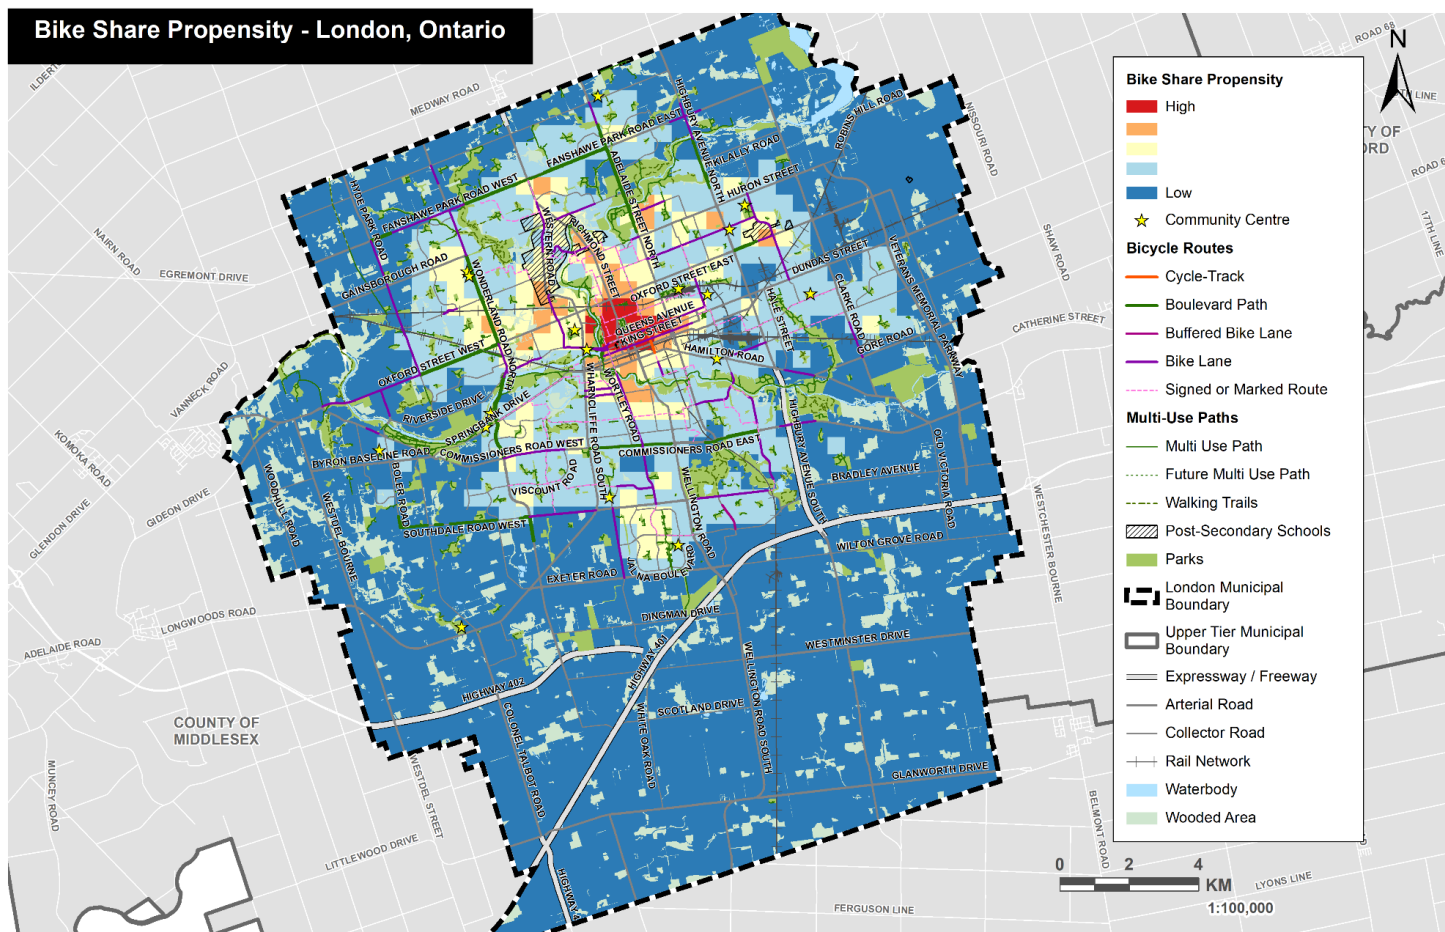 Bike Share Propensity - London, Ontario
N
Bike Share Propensity
High
Low
Community Centre
Bicycle Routes
Cycle-Track
Boulevard Path
Buffered Bike Lane
Bike Lane
Signed or Marked Route
Multi-Use Paths
Multi Use Path
Future Multi Use Path
Walking Trails
Post-Secondary Schools
Parks
London Municipal
Boundary
Upper Tier Municipal
Boundary
Expressway / Freeway
Arterial Road
Collector Road
Rail Network
Waterbody
Wooded Area
0 2 4
KM
1:100,000
MEDWAY ROAD
ROAD 68
NISSOURI ROAD
17TH LINE
SHAW ROAD
CATHERINE STREET
NAIRN ROAD
EGREMONT DRIVE
VANNECK ROAD
KOMOKA ROAD
GLENDON DRIVE
GIDEON DRIVE
LONGWOODS ROAD
ADELAIDE ROAD
COUNTY OF
MIDDLESEX
MUNCEY ROAD
WESTDEL STREET
LITTLEWOOD DRIVE
WESTCHESTER BOURNE
BELMONT ROAD
LYONS LINE
FERGUSON LINE
HIGHBURY AVENUE NORTH
ROBINS HILL ROAD
FANSHAWE PARK ROAD EAST
KILALLY ROAD
HURON STREET
FANSHAWE PARK ROAD WEST
HYDE PARK ROAD
ADELAIDE STREET NORTH
WESTERN ROAD
RICHMOND STREET
GAINSBOROUGH ROAD
WONDERLAND ROAD NORTH
OXFORD STREET EAST
DUNDAS STREET
VETERANS MEMORIAL PARKWAY
CLARKE ROAD
HALE STREET
GORE ROAD
QUEENS AVENUE
KING STREET
HAMILTON ROAD
OXFORD STREET WEST
RIVERSIDE DRIVE
SPRINGBANK DRIVE
WHARNCLIFFE ROAD SOUTH
WORTLEY ROAD
HIGHBURY AVENUE SOUTH
BYRON BASELINE ROAD
COMMISSIONERS ROAD WEST
COMMISSIONERS ROAD EAST
BRADLEY AVENUE
OLD VICTORIA ROAD
WOODHULL ROAD
WESTDEL BOURNE
BOLER ROAD
VISCOUNT ROAD
SOUTHDALE ROAD WEST
WELLINGTON ROAD
WILTON GROVE ROAD
EXETER ROAD
JALNA BOULEVARD
DINGMAN DRIVE
WESTMINSTER DRIVE
HIGHWAY 401
HIGHWAY 402
SCOTLAND DRIVE
WHITE OAK ROAD
WELLINGTON ROAD SOUTH
COLONEL TALBOT ROAD
GLANWORTH DRIVE